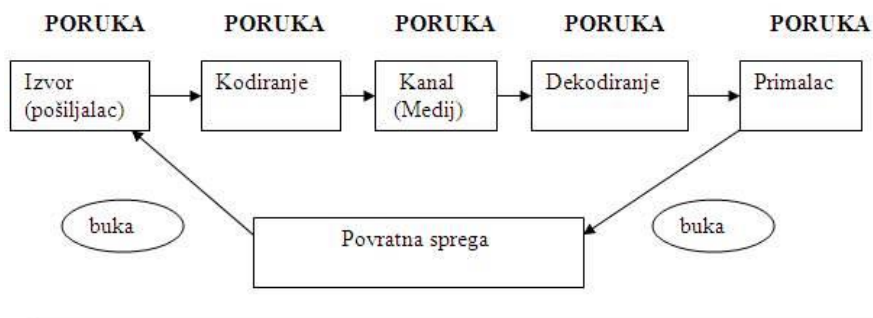 PORUKA PORUKA PORUKA PORUKA PORUKA
Izvor
(pošiljalac)
Kodiranje
Kanal
(Medij)
Dekodiranje
Primalac
buka
Povratna sprega
buka